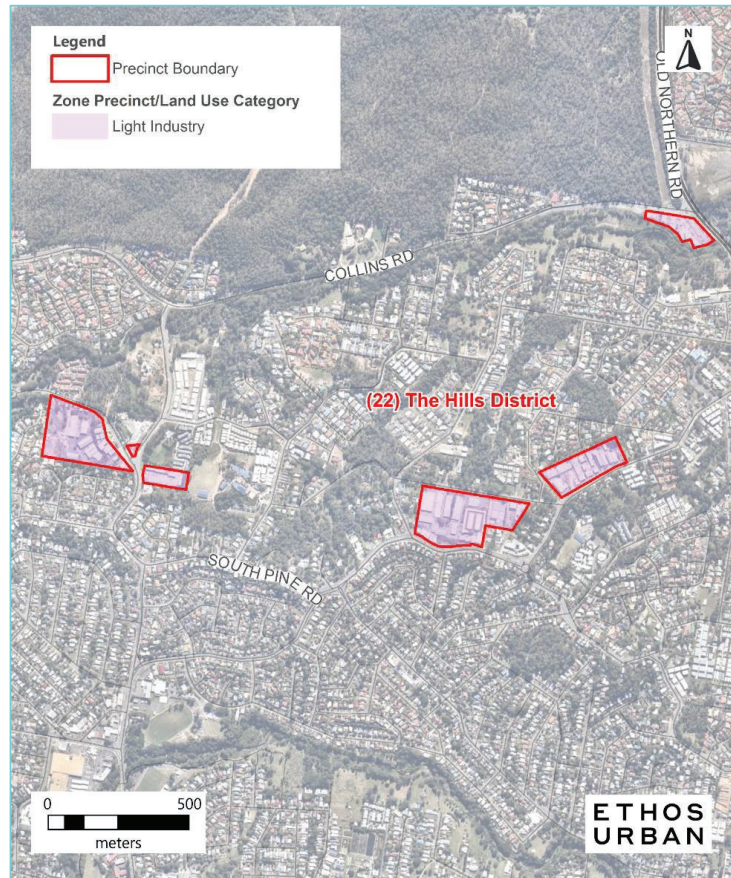 Legend
Precinct Boundary
Zone Precinct/Land Use Category
Light Industry
N
OLD NORTHERN RD
COLLINS RD
(22) The Hills District
SOUTH PINE RD
0 500
meters
ETHOS
URBAN